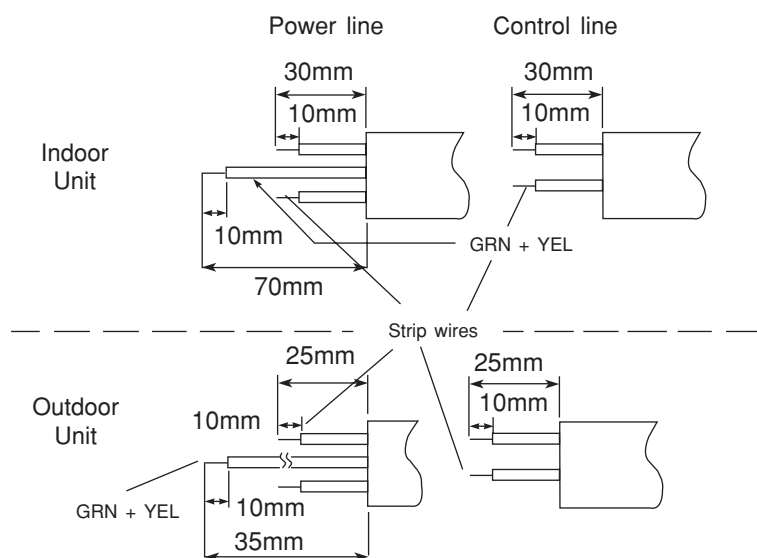 Power line
Control line
30mm
30mm
10mm
10mm
Indoor
Unit
10mm
GRN + YEL
70mm
Strip wires
25mm
25mm
Outdoor
Unit
10mm
10mm
GRN + YEL
10mm
35mm